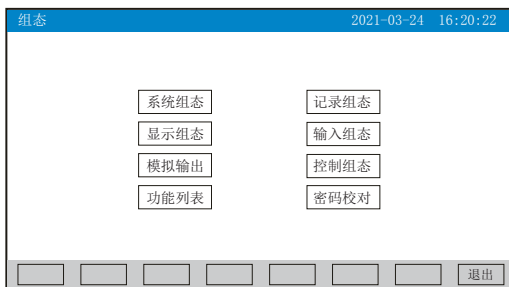 组态 2021-03-24 16:20:22
系统组态 记录组态
显示组态 输入组态
模拟输出 控制组态
功能列表 密码校对
退出